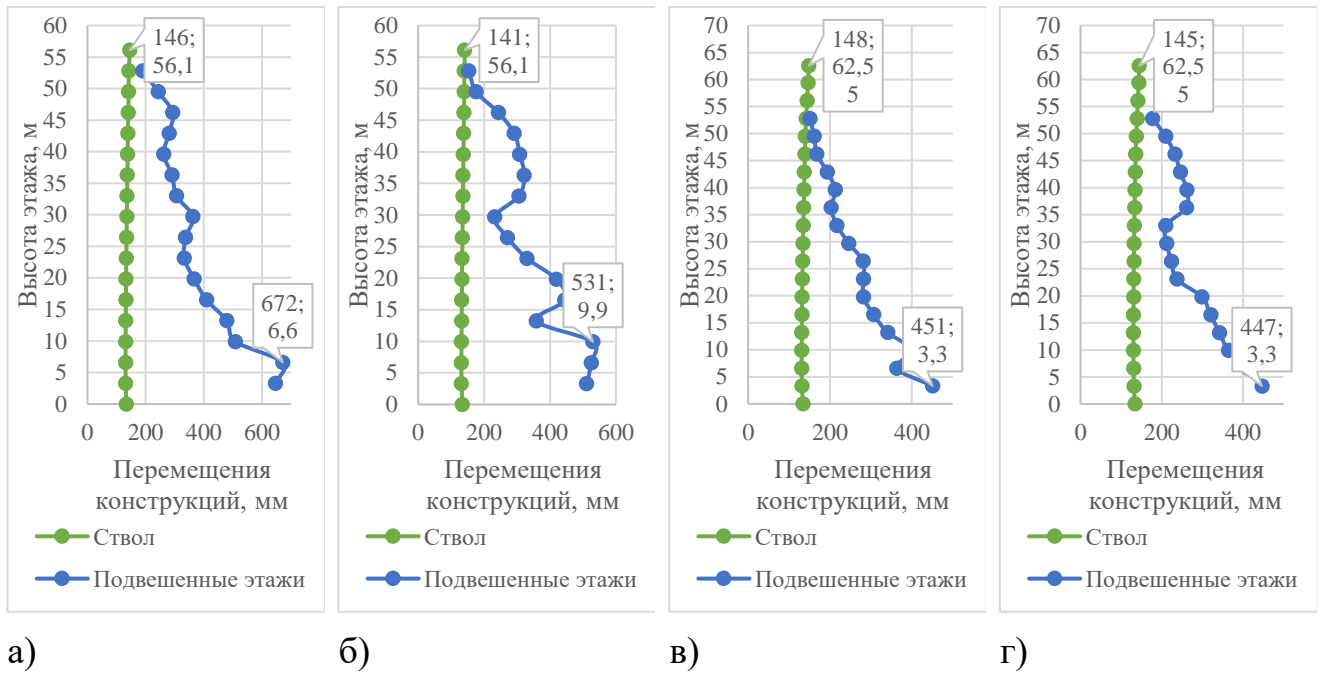 60
55
50
45
40
35
30
25
20
15
10
5
0
Высота этажа, м
146;
56,1
672;
6,6
0 200 400 600
Перемещения
конструкций, мм
Ствол
Подвешенные этажи
а)
60
55
50
45
40
35
30
25
20
15
10
5
0
Высота этажа, м
141;
56,1
531;
9,9
0 200 400 600
Перемещения
конструкций, мм
Ствол
Подвешенные этажи
б)
70
65
60
55
50
45
40
35
30
25
20
15
10
5
0
Высота этажа, м
148;
62,5
5
451;
3,3
0 200 400
Перемещения
конструкций, мм
Ствол
Подвешенные этажи
в)
70
65
60
55
50
45
40
35
30
25
20
15
10
5
0
Высота этажа, м
145;
62,5
5
447;
3,3
0 200 400
Перемещения
конструкций, мм
Ствол
Подвешенные этажи
г)